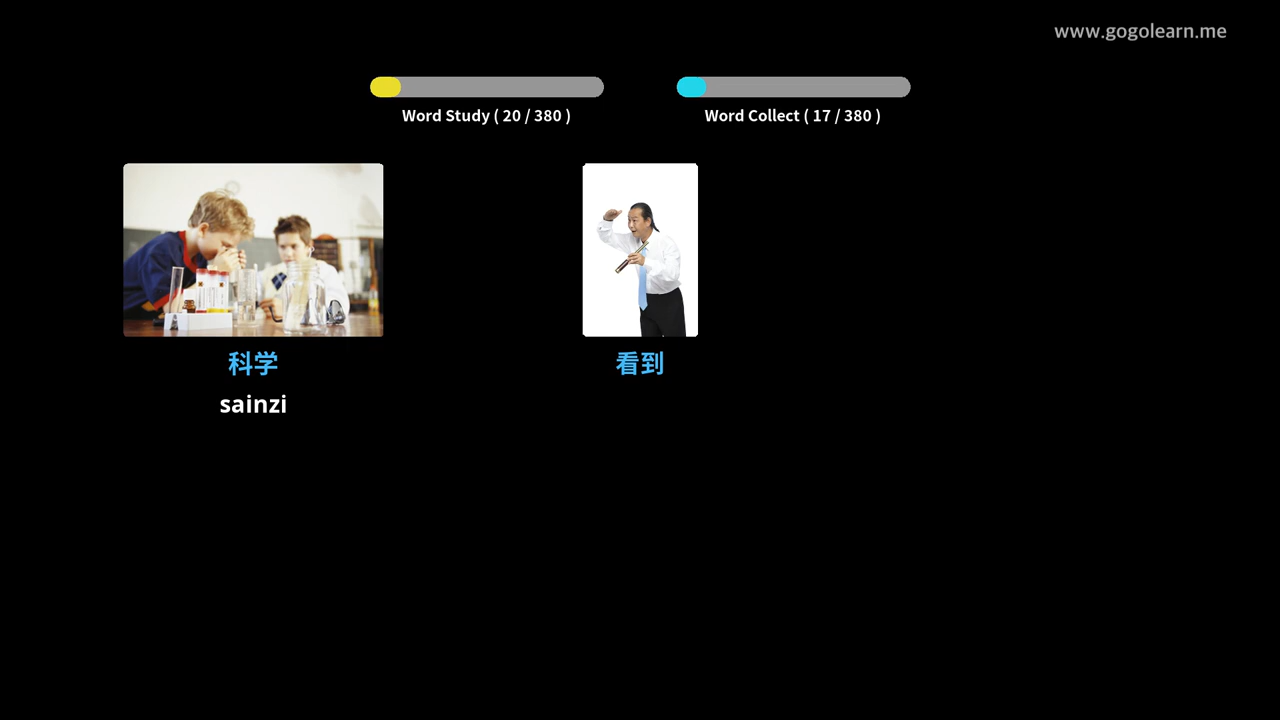 www.gogolearn.me
Word Study ( 20 / 380 )
Word Collect ( 17 / 380 )
科学
看到
sainzi